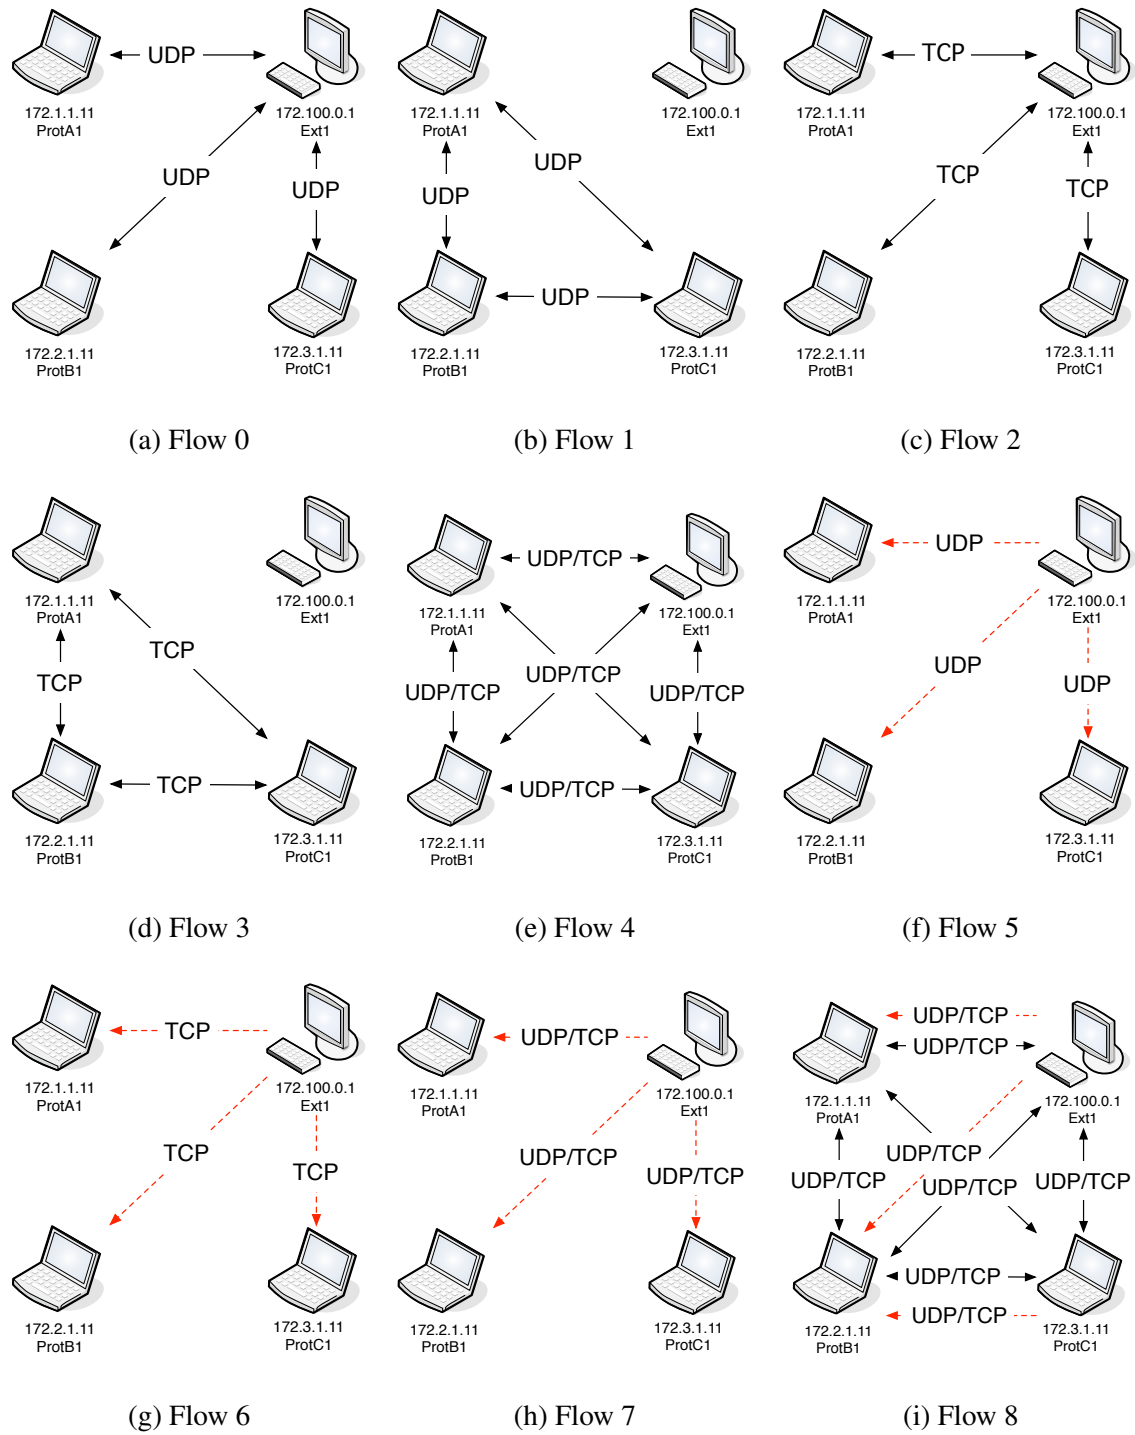 UDP
172.1.1.11
ProtA1
172.100.0.1
Ext1
UDP
UDP
172.2.1.11
ProtB1
172.3.1.11
ProtC1
(a) Flow 0
172.1.1.11
ProtA1
172.100.0.1
Ext1
UDP
UDP
UDP
172.2.1.11
ProtB1
172.3.1.11
ProtC1
(b) Flow 1
TCP
172.1.1.11
ProtA1
172.100.0.1
Ext1
TCP
TCP
172.2.1.11
ProtB1
172.3.1.11
ProtC1
(c) Flow 2
172.1.1.11
ProtA1
172.100.0.1
Ext1
TCP
TCP
TCP
172.2.1.11
ProtB1
172.3.1.11
ProtC1
(d) Flow 3
UDP/TCP
172.1.1.11
ProtA1
172.100.0.1
Ext1
UDP/TCP
UDP/TCP
UDP/TCP
UDP/TCP
172.2.1.11
ProtB1
172.3.1.11
ProtC1
(e) Flow 4
UDP
172.1.1.11
ProtA1
172.100.0.1
Ext1
UDP
UDP
172.2.1.11
ProtB1
172.3.1.11
ProtC1
(f) Flow 5
TCP
172.1.1.11
ProtA1
172.100.0.1
Ext1
TCP
TCP
172.2.1.11
ProtB1
172.3.1.11
ProtC1
(g) Flow 6
UDP/TCP
172.1.1.11
ProtA1
172.100.0.1
Ext1
UDP/TCP
UDP/TCP
172.2.1.11
ProtB1
172.3.1.11
ProtC1
(h) Flow 7
UDP/TCP
UDP/TCP
172.1.1.11
ProtA1
172.100.0.1
Ext1
UDP/TCP
UDP/TCP
UDP/TCP
UDP/TCP
UDP/TCP
UDP/TCP
172.2.1.11
ProtB1
172.3.1.11
ProtC1
(i) Flow 8